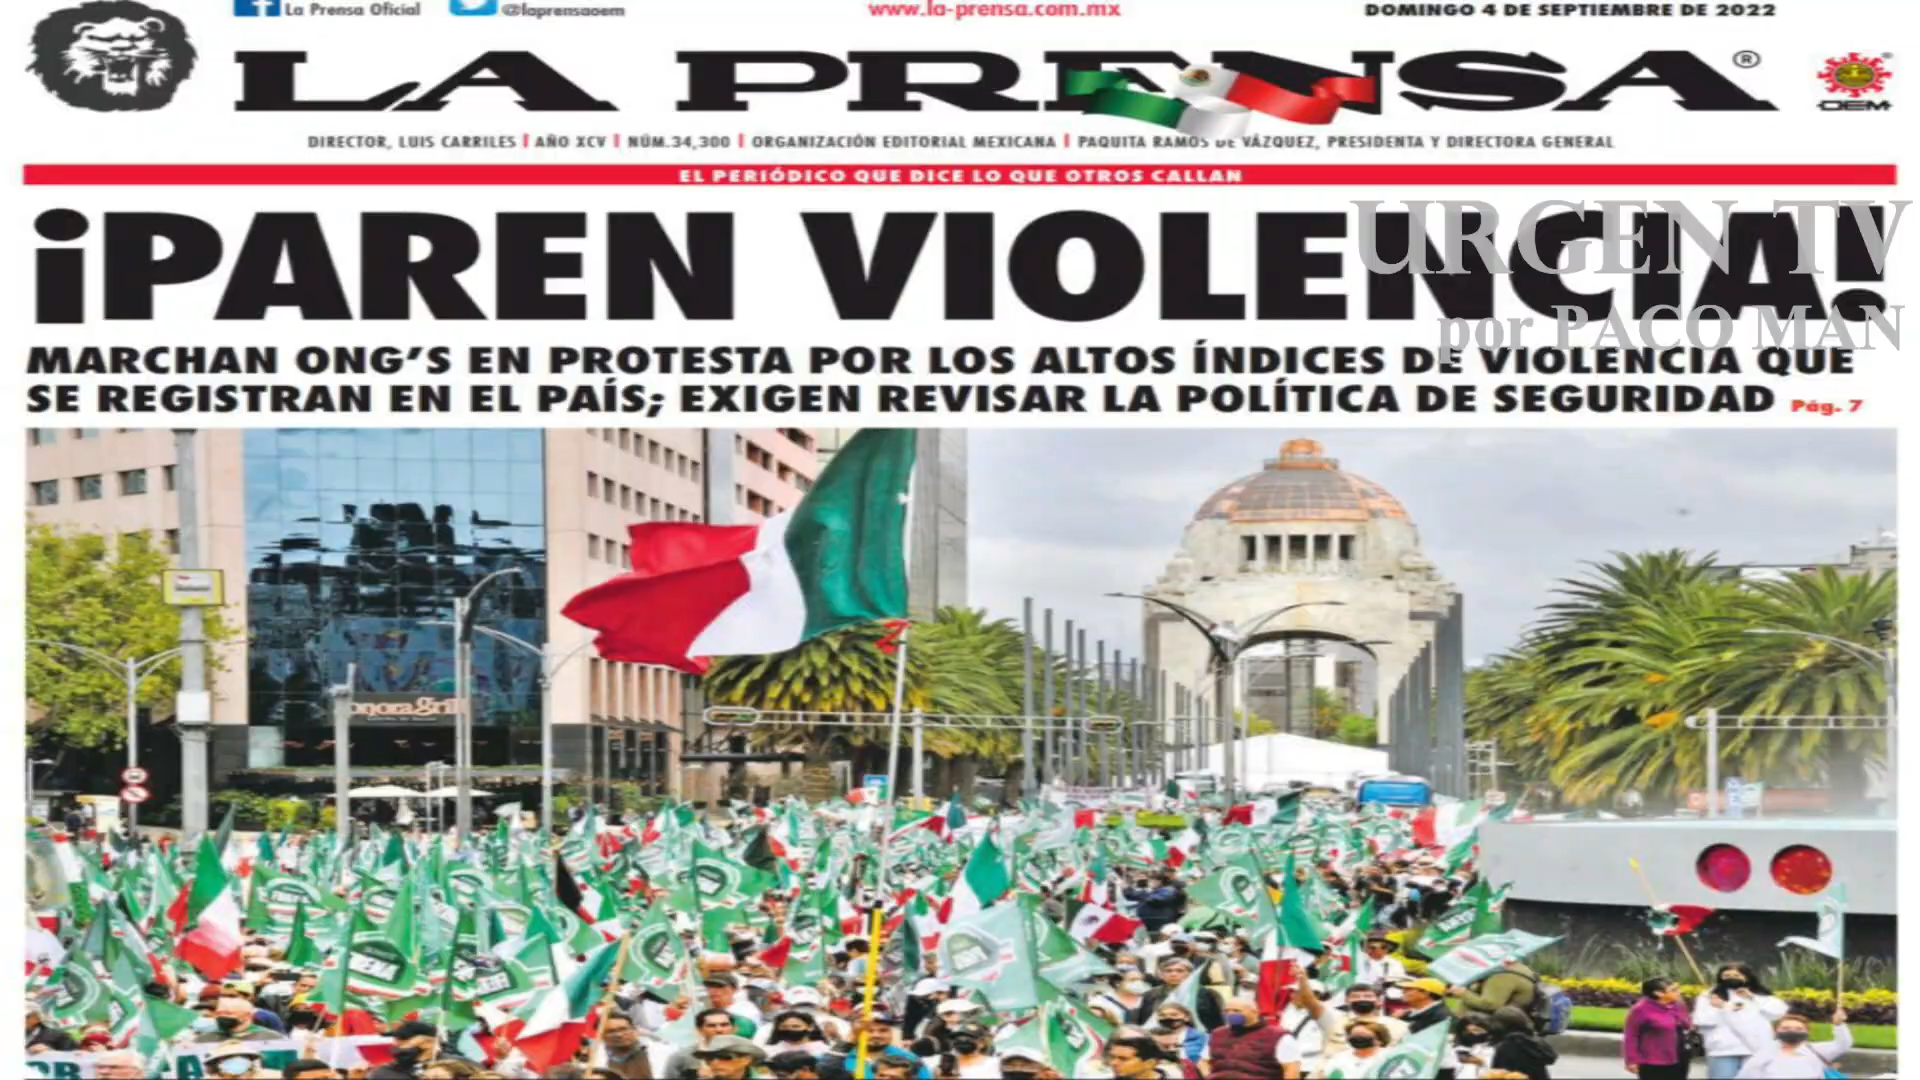 La Prensa Oficial
@laprensaoem
www.la-prensa.com.mx
DOMINGO 4 DE SEPTIEMBRE DE 2022
LA PRENSA®
OEM
DIRECTOR, LUIS CARRILES | AÑO XCV | NÚM.34,300 | ORGANIZACIÓN EDITORIAL MEXICANA | PAQUITA RAMOS DE VÁZQUEZ, PRESIDENTA Y DIRECTORA GENERAL
EL PERIÓDICO QUE DICE LO QUE OTROS CALLAN
¡PAREN VIOLENCIA!
URGEN TV
por PACO MAN
MARCHAN ONG'S EN PROTESTA POR LOS ALTOS ÍNDICES DE VIOLENCIA QUE
SE REGISTRAN EN EL PAÍS; EXIGEN REVISAR LA POLÍTICA DE SEGURIDAD Pág. 7